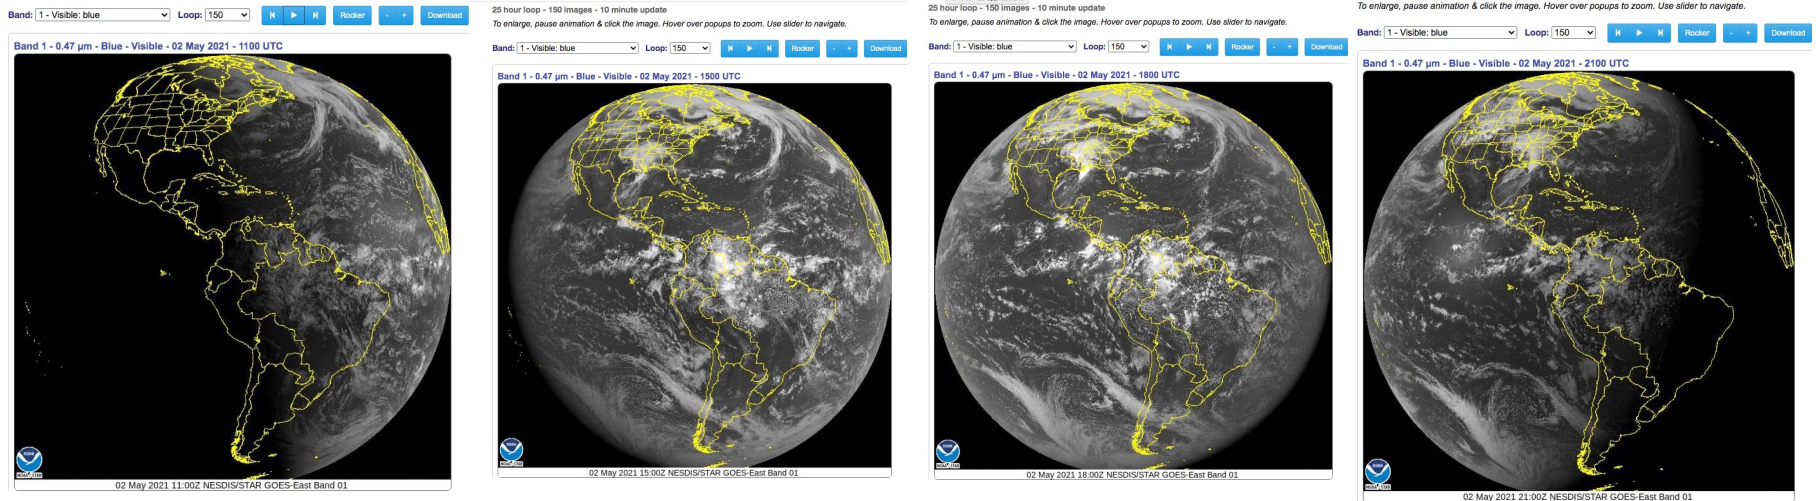 Band: 1 - Visible: blue Loop: 150 Rocker - + Download
Band 1 - 0.47 µm - Blue - Visible - 02 May 2021 - 1100 UTC
NOAA STAR
02 May 2021 11:00Z NESDIS/STAR GOES-East Band 01
25 hour loop - 150 images - 10 minute update
To enlarge, pause animation & click the image. Hover over popups to zoom. Use slider to navigate.
Band: 1 - Visible: blue Loop: 150 Rocker - + Download
Band 1 - 0.47 µm - Blue - Visible - 02 May 2021 - 1500 UTC
NOAA STAR
02 May 2021 15:00Z NESDIS/STAR GOES-East Band 01
25 hour loop - 150 images - 10 minute update
To enlarge, pause animation & click the image. Hover over popups to zoom. Use slider to navigate.
Band: 1 - Visible: blue Loop: 150 Rocker - + Download
Band 1 - 0.47 µm - Blue - Visible - 02 May 2021 - 1800 UTC
NOAA STAR
02 May 2021 18:00Z NESDIS/STAR GOES-East Band 01
To enlarge, pause animation & click the image. Hover over popups to zoom. Use slider to navigate.
Band: 1 - Visible: blue Loop: 150 Rocker - + Download
Band 1 - 0.47 µm - Blue - Visible - 02 May 2021 - 2100 UTC
NOAA STAR
02 May 2021 21:00Z NESDIS/STAR GOES-East Band 01